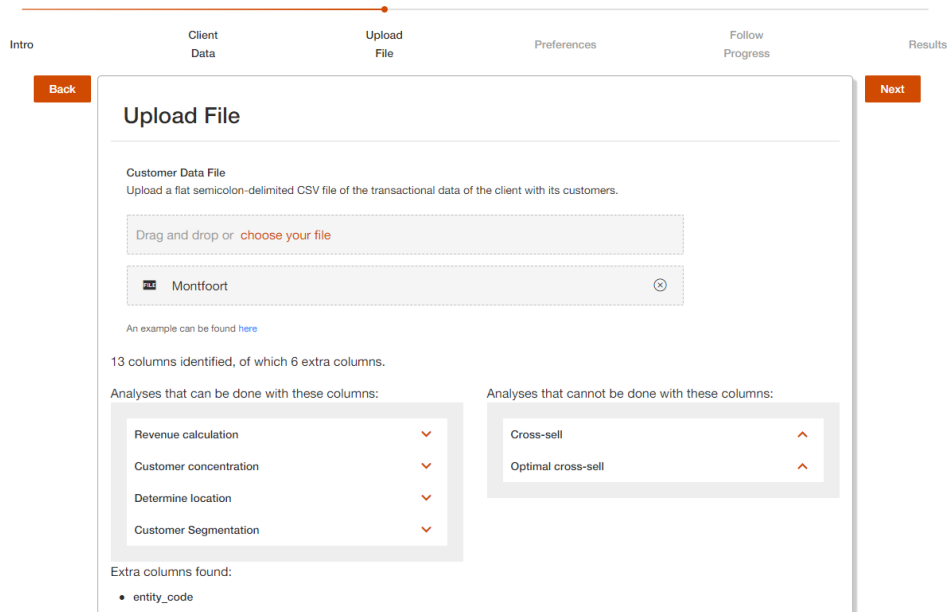 Intro
Client
Data
Upload
File
Preferences
Follow
Progress
Results
Back
Next
Upload File
Customer Data File
Upload a flat semicolon-delimited CSV file of the transactional data of the client with its customers.
Drag and drop or choose your file
FILE Montfoort
An example can be found here
13 columns identified, of which 6 extra columns.
Analyses that can be done with these columns:
Revenue calculation
Customer concentration
Determine location
Customer Segmentation
Analyses that cannot be done with these columns:
Cross-sell
Optimal cross-sell
Extra columns found:
• entity_code